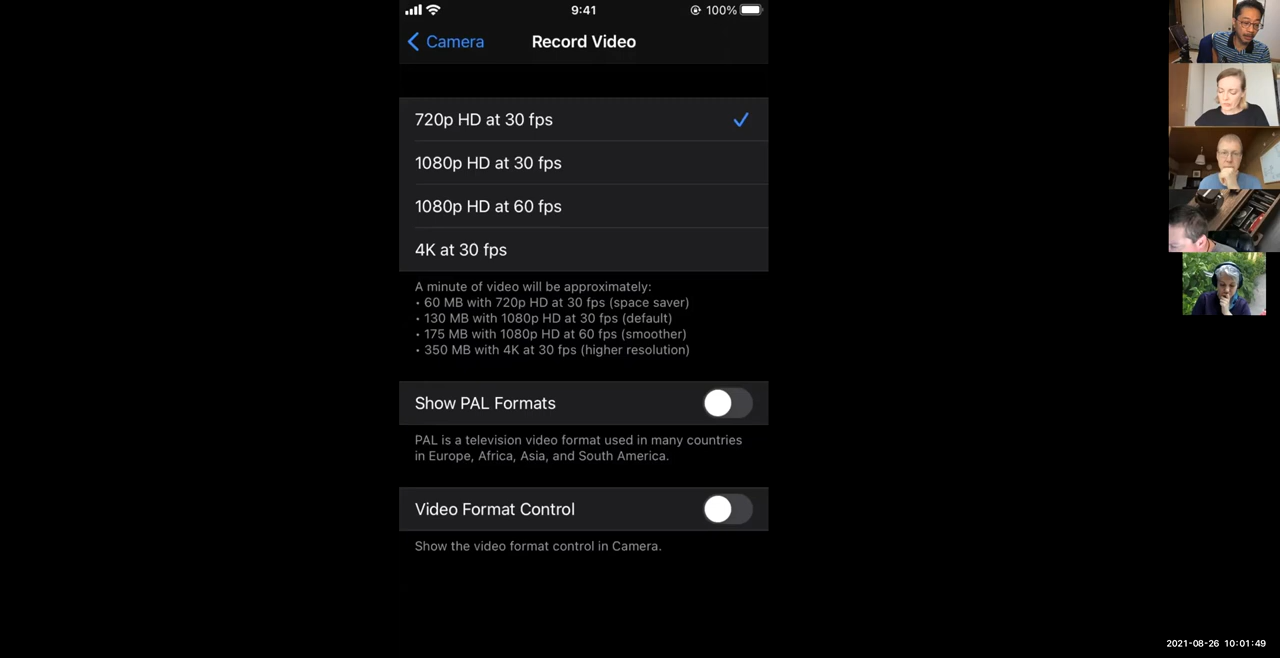 9:41
100%
Camera
Record Video
720p HD at 30 fps
1080p HD at 30 fps
1080p HD at 60 fps
4K at 30 fps
A minute of video will be approximately:
• 60 MB with 720p HD at 30 fps (space saver)
• 130 MB with 1080p HD at 30 fps (default)
• 175 MB with 1080p HD at 60 fps (smoother)
• 350 MB with 4K at 30 fps (higher resolution)
Show PAL Formats
PAL is a television video format used in many countries
in Europe, Africa, Asia, and South America.
Video Format Control
Show the video format control in Camera.
2021-08-26 10:01:49